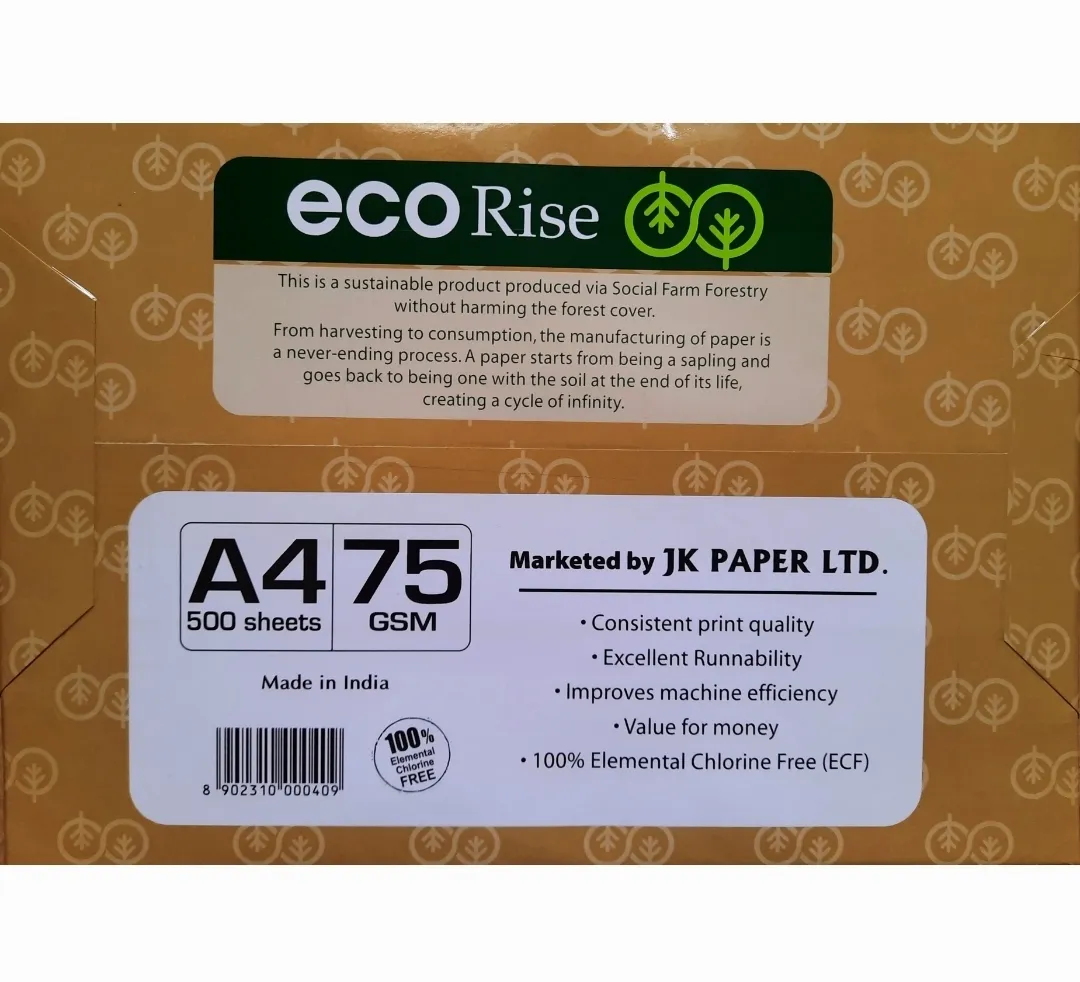 eco Rise
This is a sustainable product produced via Social Farm Forestry
without harming the forest cover.
From harvesting to consumption, the manufacturing of paper is
a never-ending process. A paper starts from being a sapling and
goes back to being one with the soil at the end of its life,
creating a cycle of infinity.
A4
500 sheets
75
GSM
Made in India
8 902310 000409
100%
Elemental
Chlorine
FREE
Marketed by JK PAPER LTD.
• Consistent print quality
• Excellent Runnability
• Improves machine efficiency
• Value for money
• 100% Elemental Chlorine Free (ECF)